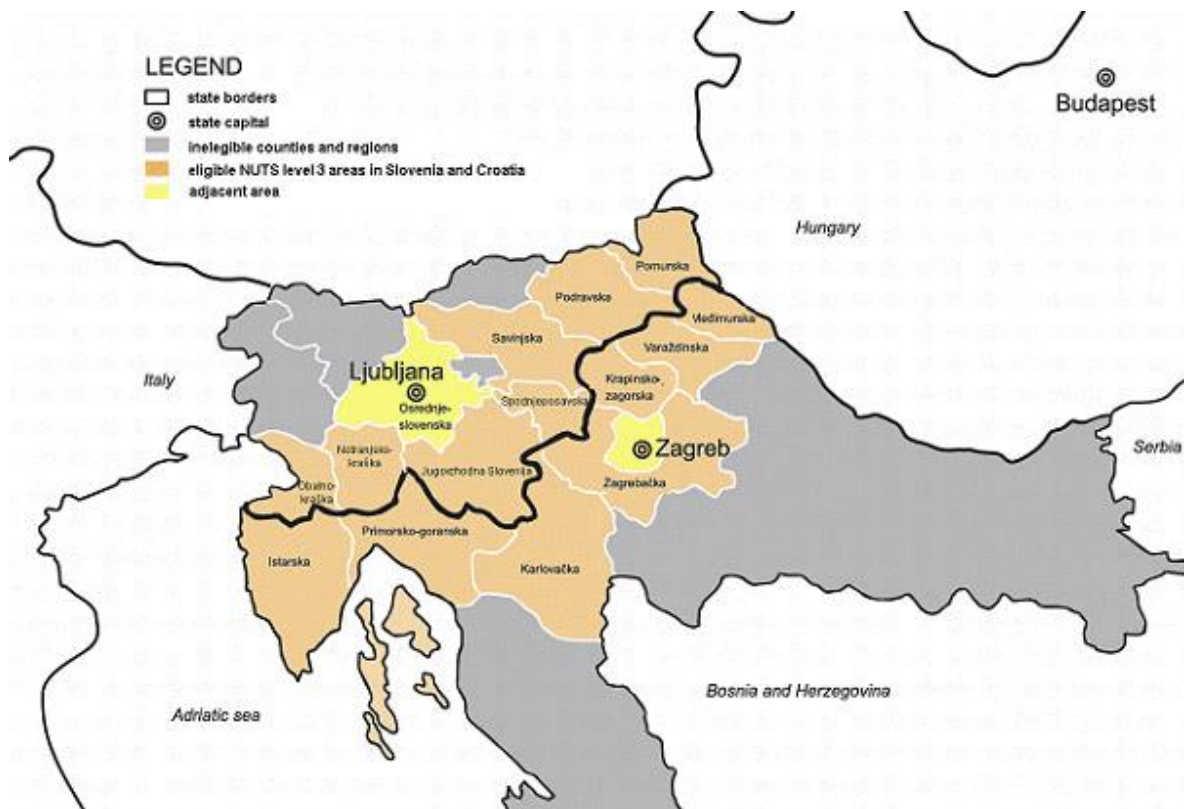 LEGEND
state borders
state capital
inelegible counties and regions
eligible NUTS level 3 areas in Slovenia and Croatia
adjacent area
Budapest
Hungary
Pomurska
Podravska
Međimurska
Savinjska
Varaždinska
Ljubljana
Italy
Krapinsko-
zagorska
Spodnjeposavska
Osrednje-
slovenska
Zagreb
Serbia
Notranjsko-
kraška
Jugovzhodna Slovenija
Obalno-
kraška
Zagrebačka
Primorsko-goranska
Istarska
Karlovačka
Bosnia and Herzegovina
Adriatic sea